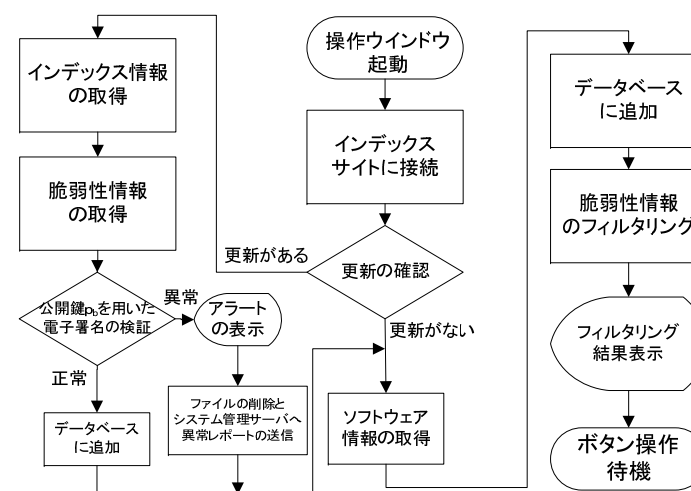 操作ウインドウ
起動
インデックス
サイトに接続
更新の確認
更新がある
更新がない
インデックス情報
の取得
脆弱性情報
の取得
公開鍵pbを用いた
電子署名の検証
異常
正常
アラート
の表示
ファイルの削除と
システム管理サーバへ
異常レポートの送信
データベース
に追加
ソフトウェア
情報の取得
データベース
に追加
脆弱性情報
のフィルタリング
フィルタリング
結果表示
ボタン操作
待機